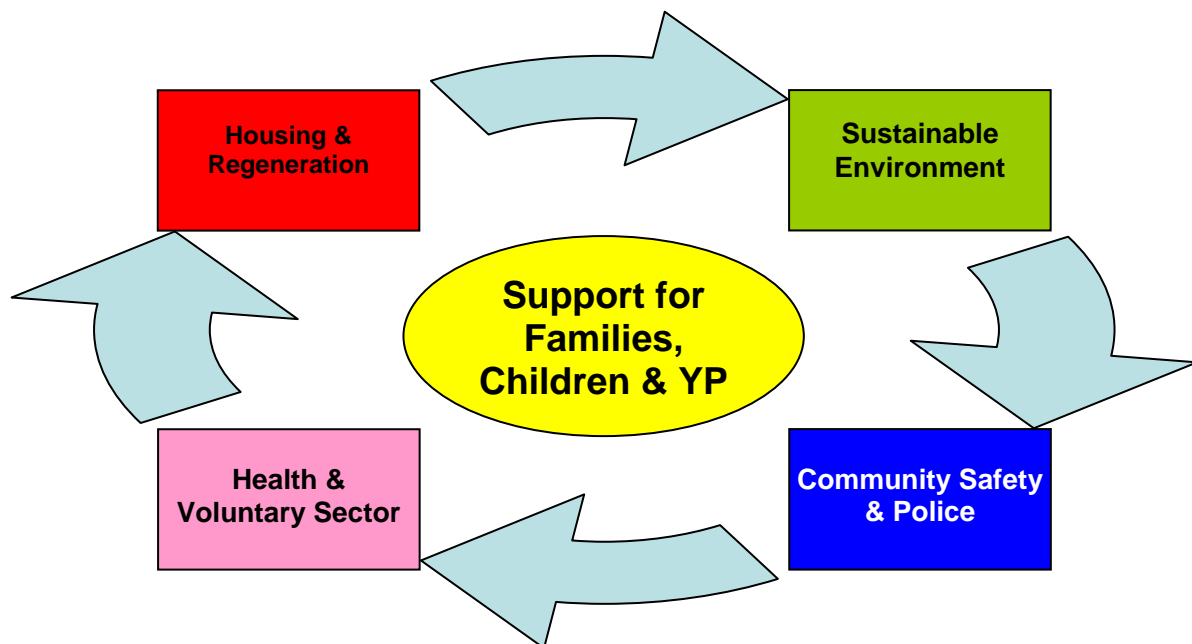 Housing &
Regeneration
Sustainable
Environment
Support for
Families,
Children & YP
Health &
Voluntary Sector
Community Safety
& Police